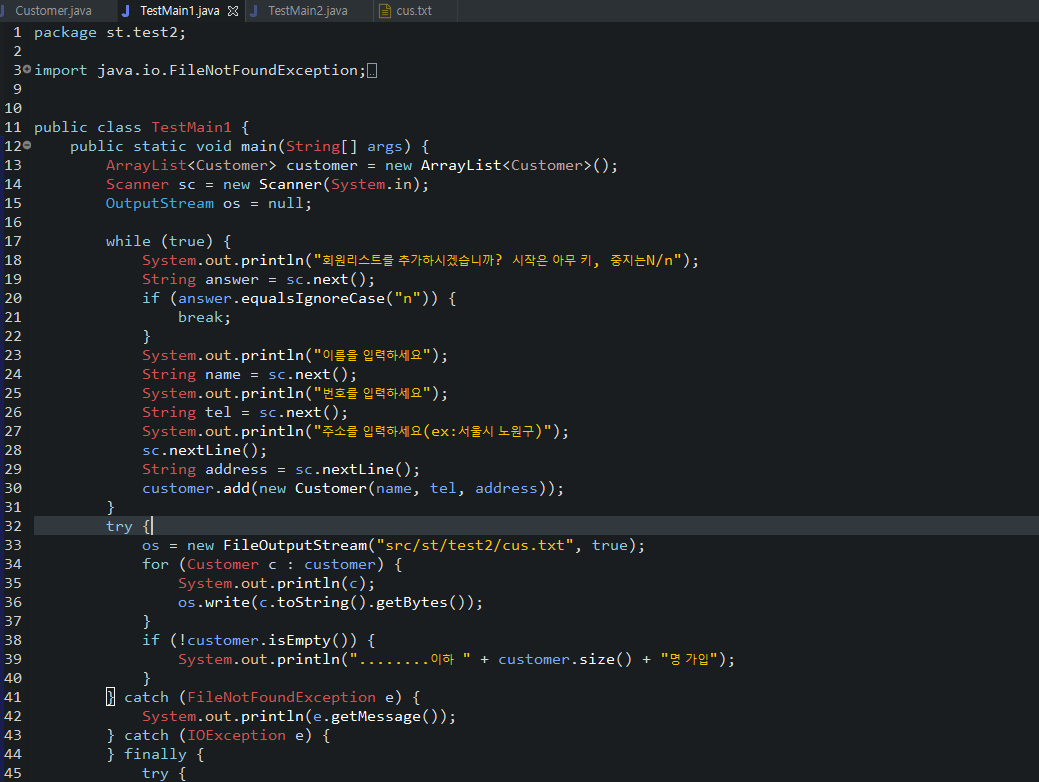 Customer.java TestMain1.java TestMain2.java cus.txt
1 package st.test2;
2
3 import java.io.FileNotFoundException;
9
10
11 public class TestMain1 {
12 public static void main(String[] args) {
13 ArrayList<Customer> customer = new ArrayList<Customer>();
14 Scanner sc = new Scanner(System.in);
15 OutputStream os = null;
16
17 while (true) {
18 System.out.println("회원리스트를 추가하시겠습니까? 시작은 아무 키, 중지는N/n");
19 String answer = sc.next();
20 if (answer.equalsIgnoreCase("n")) {
21 break;
22 }
23 System.out.println("이름을 입력하세요");
24 String name = sc.next();
25 System.out.println("번호를 입력하세요");
26 String tel = sc.next();
27 System.out.println("주소를 입력하세요(ex:서울시 노원구)");
28 sc.nextLine();
29 String address = sc.nextLine();
30 customer.add(new Customer(name, tel, address));
31 }
32 try {
33 os = new FileOutputStream("src/st/test2/cus.txt", true);
34 for (Customer c : customer) {
35 System.out.println(c);
36 os.write(c.toString().getBytes());
37 }
38 if (!customer.isEmpty()) {
39 System.out.println("........이하 " + customer.size() + "명 가입");
40 }
41 } catch (FileNotFoundException e) {
42 System.out.println(e.getMessage());
43 } catch (IOException e) {
44 } finally {
45 try {